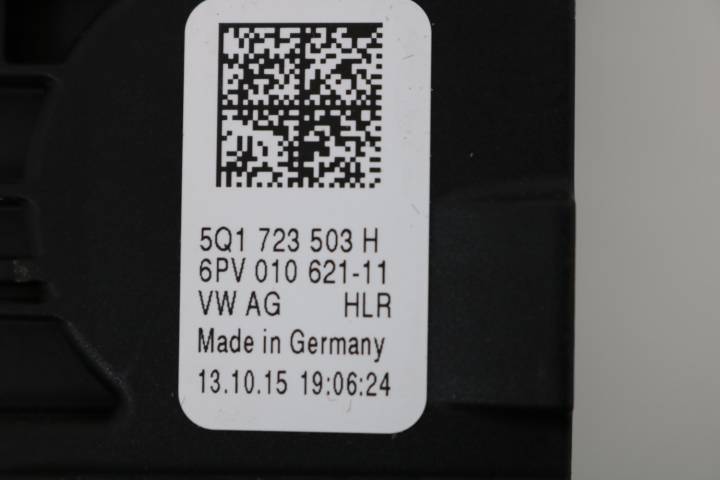 5Q1 723 503 H
6PV 010 621-11
VW AG HLR
Made in Germany
13.10.15 19:06:24